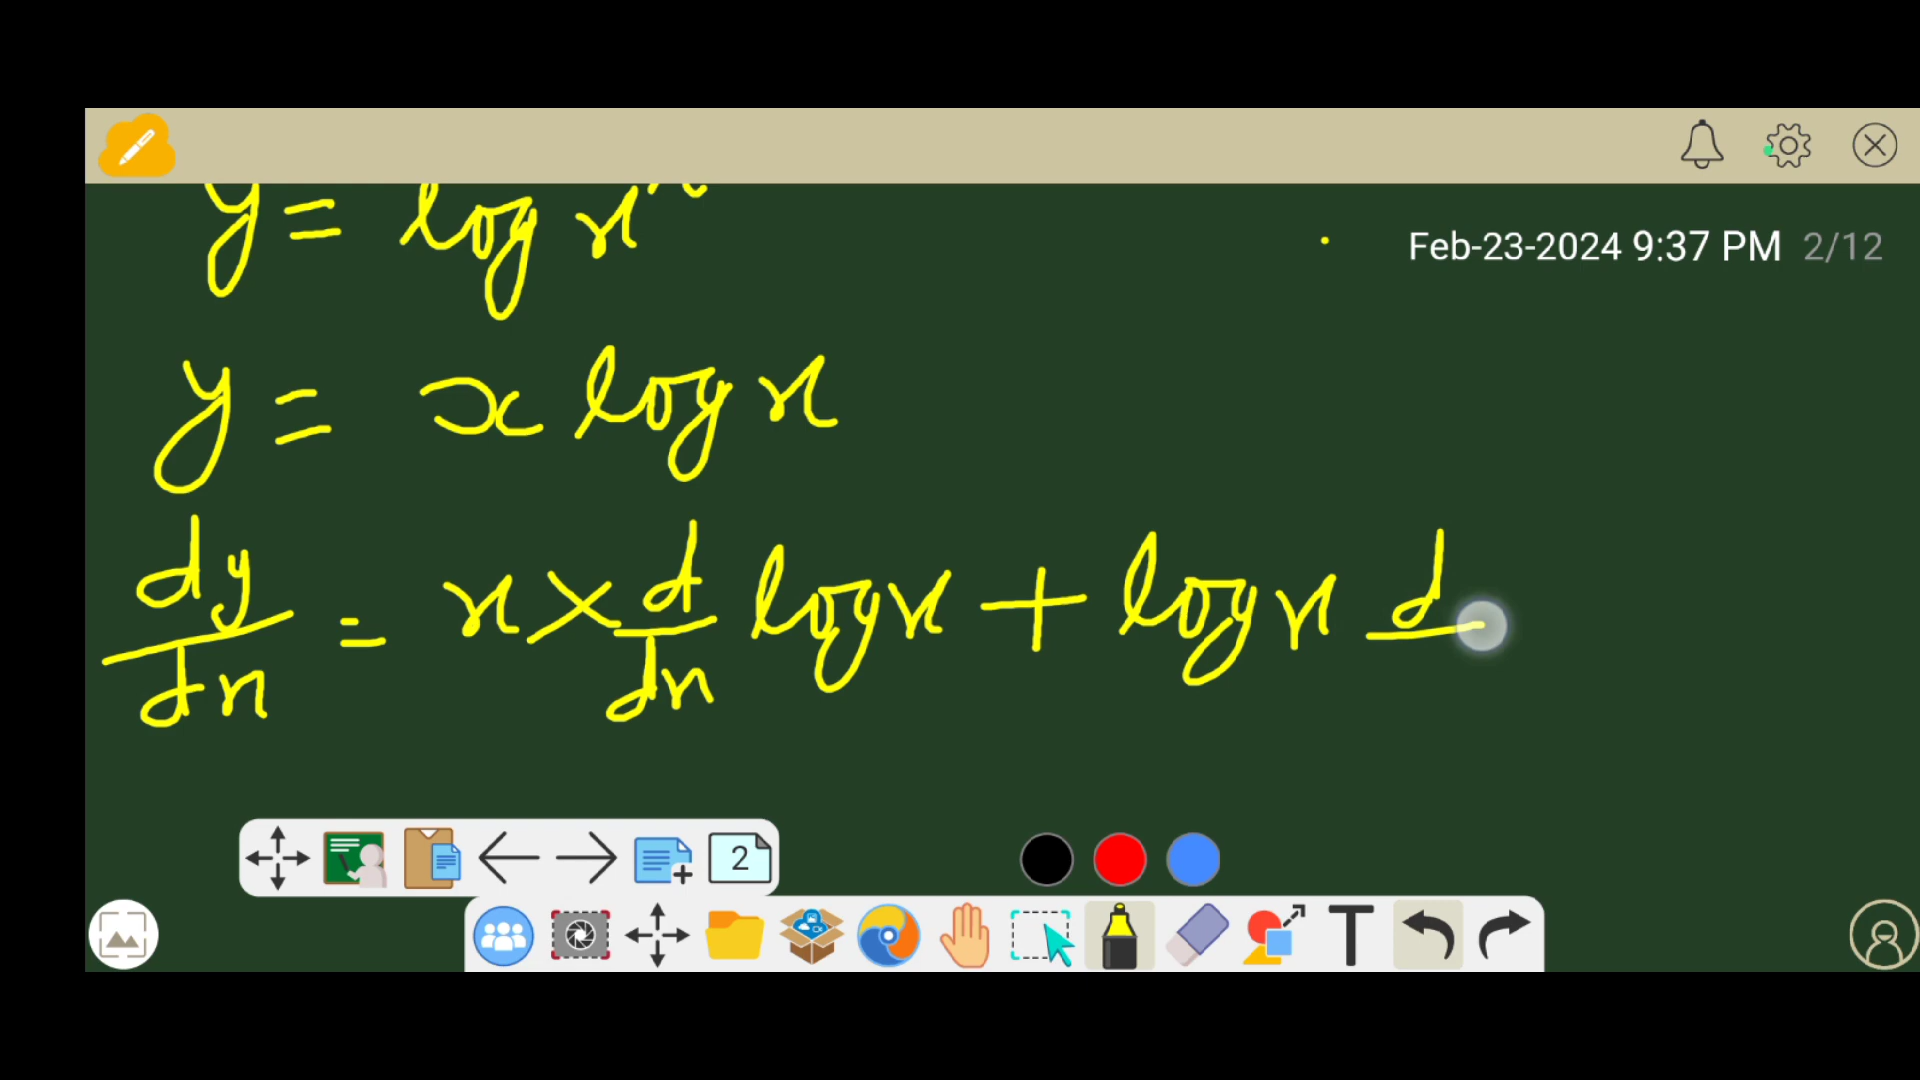 y = log x^x
Feb-23-2024 9:37 PM 2/12
y = x log x
dy/dx = x × d/dx log x + log x d
2
T